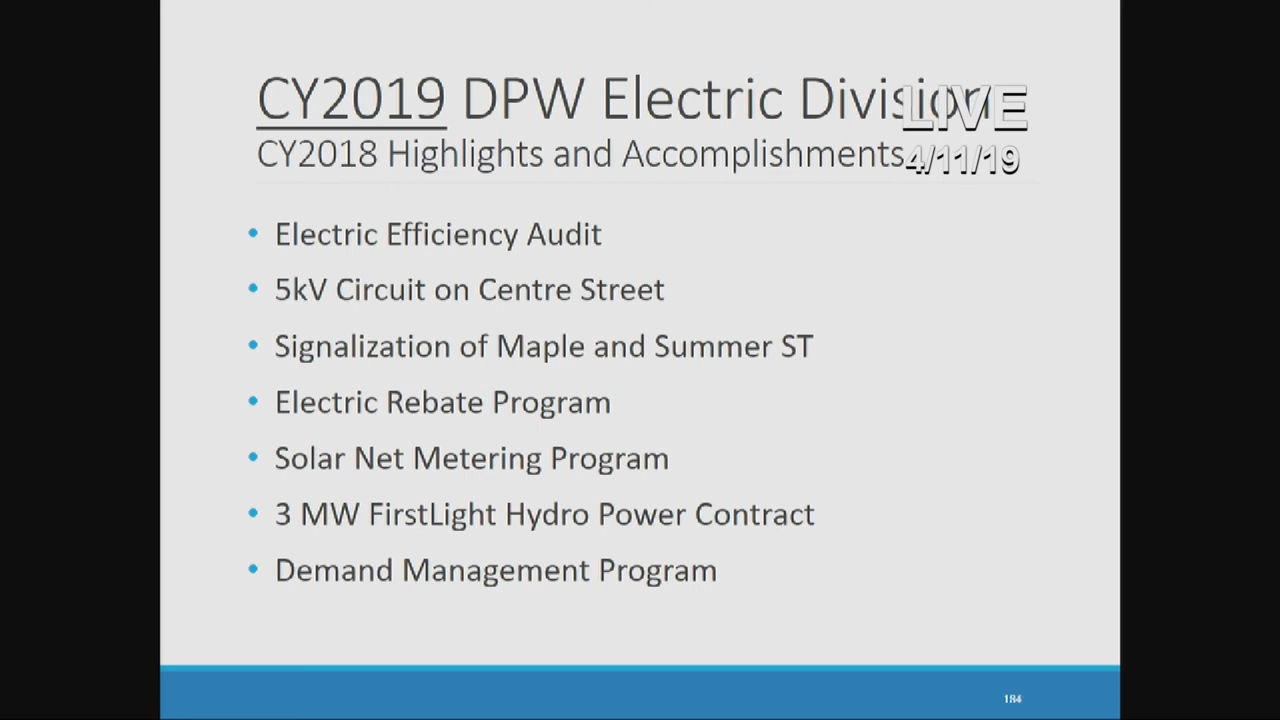 CY2019 DPW Electric Division
LIVE
CY2018 Highlights and Accomplishments
4/11/19
Electric Efficiency Audit
5kV Circuit on Centre Street
Signalization of Maple and Summer ST
Electric Rebate Program
Solar Net Metering Program
3 MW FirstLight Hydro Power Contract
Demand Management Program
184